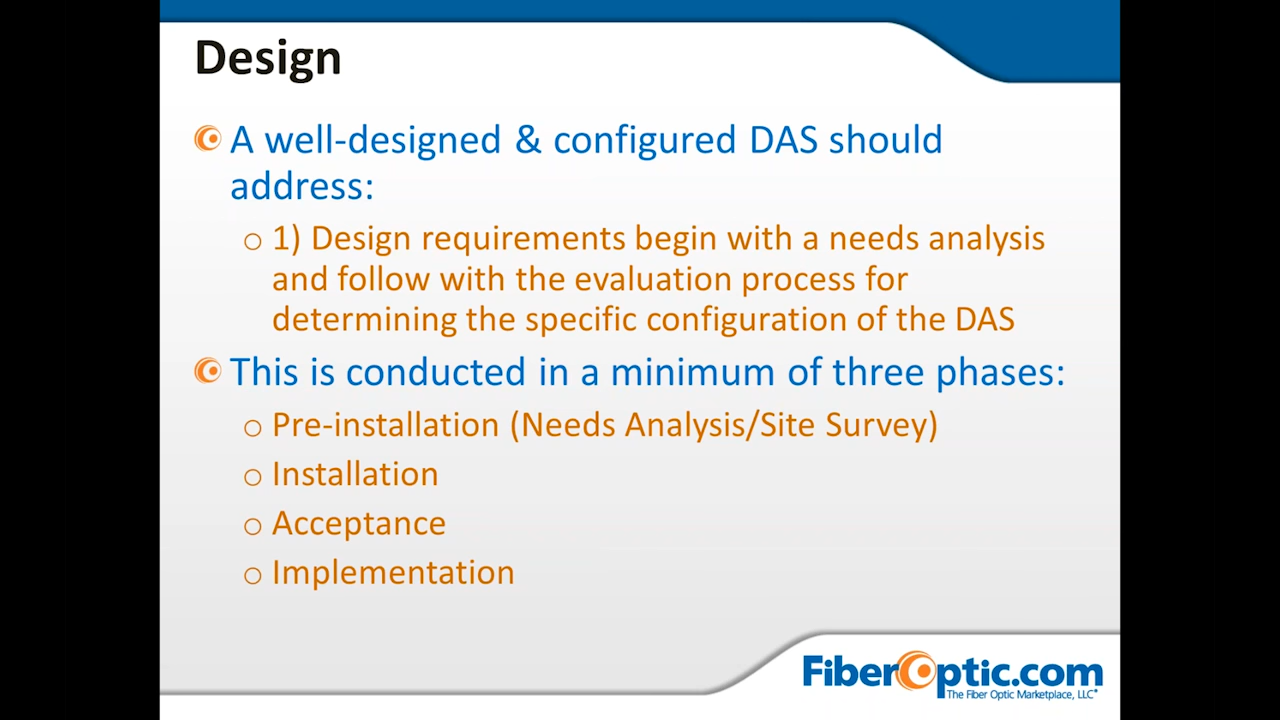 Design
A well-designed & configured DAS should
address:
1) Design requirements begin with a needs analysis
and follow with the evaluation process for
determining the specific configuration of the DAS
This is conducted in a minimum of three phases:
Pre-installation (Needs Analysis/Site Survey)
Installation
Acceptance
Implementation
FiberOptic.com
The Fiber Optic Marketplace, LLC®